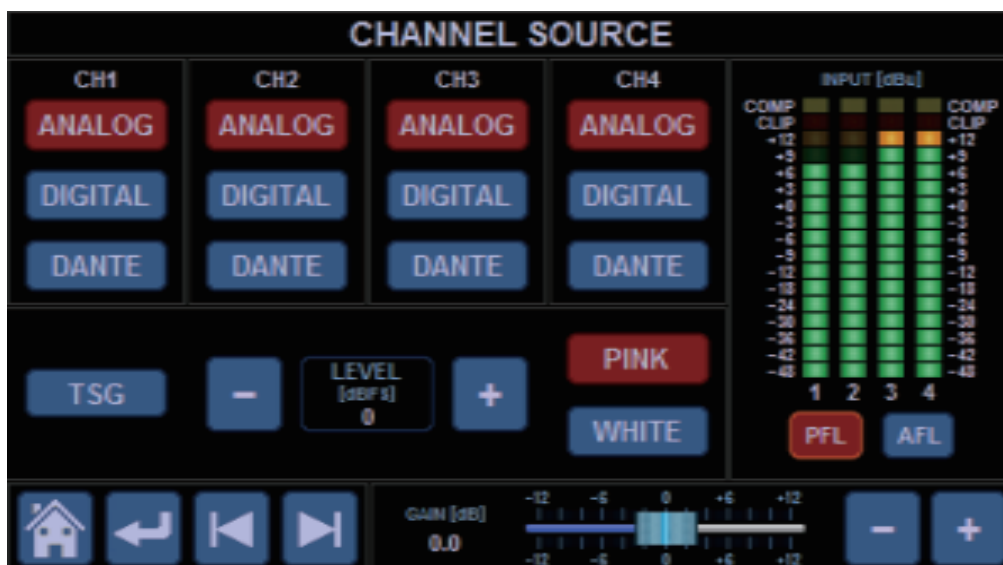 CHANNEL SOURCE
CH1 CH2 CH3 CH4
ANALOG ANALOG ANALOG ANALOG
DIGITAL DIGITAL DIGITAL DIGITAL
DANTE DANTE DANTE DANTE
INPUT [dBu]
COMP COMP
CLIP CLIP
+12 +12
+9 +9
+6 +6
+3 +3
+0 +0
-3 -3
-6 -6
-9 -9
-12 -12
-18 -18
-24 -24
-30 -30
-36 -36
-42 -42
-48 -48
1 2 3 4
PFL AFL
TSG
-
LEVEL
[dBFS]
0
+
PINK
WHITE
GAIN [dB]
0.0
-12 -6 0 +6 +12
-12 -6 0 +6 +12
- +